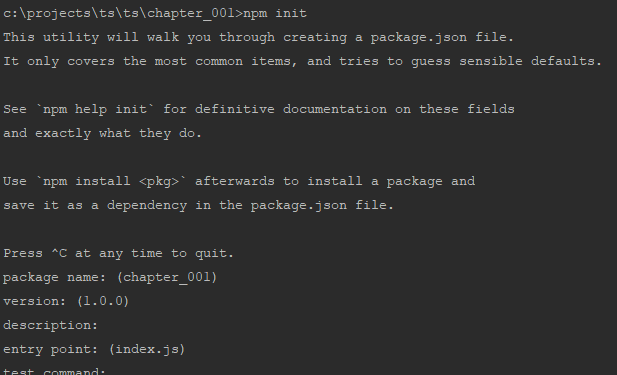 c:\projects\ts\ts\chapter_001>npm init
This utility will walk you through creating a package.json file.
It only covers the most common items, and tries to guess sensible defaults.
See `npm help init` for definitive documentation on these fields
and exactly what they do.
Use `npm install <pkg>` afterwards to install a package and
save it as a dependency in the package.json file.
Press ^C at any time to quit.
package name: (chapter_001)
version: (1.0.0)
description:
entry point: (index.js)
test command: